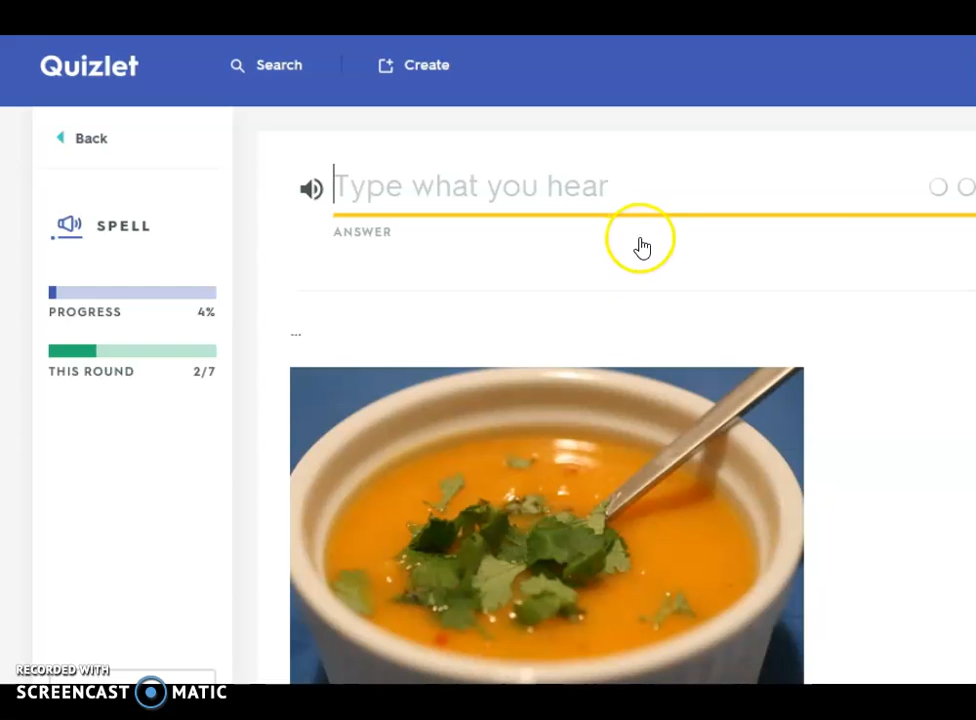 Quizlet
Search
Create
Back
Type what you hear
ANSWER
SPELL
PROGRESS 4%
...
THIS ROUND 2/7
RECORDED WITH
SCREENCAST MATIC